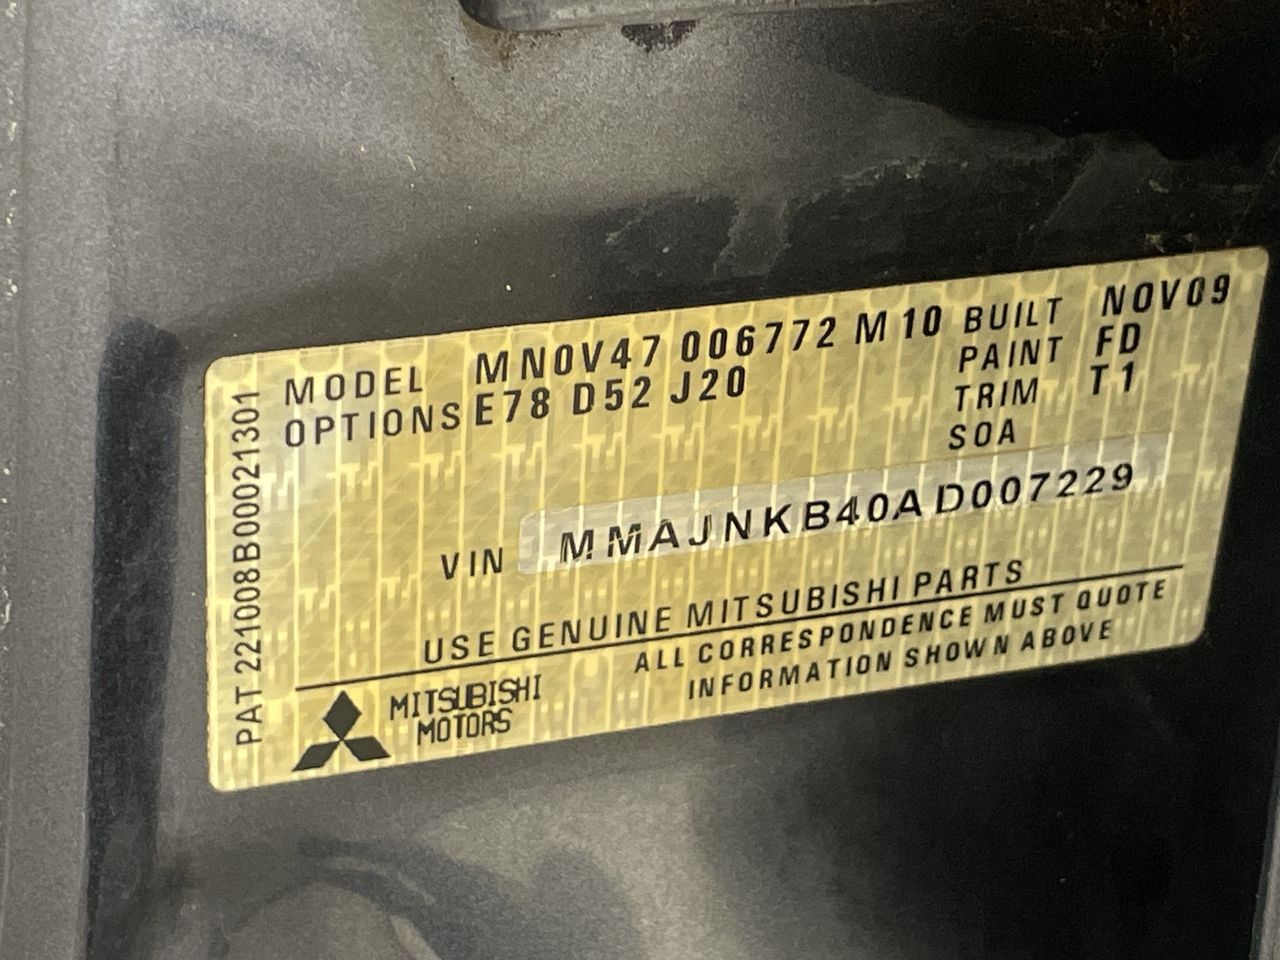 MODEL MN0V47 006772 M10 BUILT NOV09
OPTIONS E78 D52 J20 PAINT FD
TRIM T1
SOA
VIN MMAJNKB40AD007229
USE GENUINE MITSUBISHI PARTS
ALL CORRESPONDENCE MUST QUOTE
INFORMATION SHOWN ABOVE
MITSUBISHI
MOTORS
PAT 221008B00021301